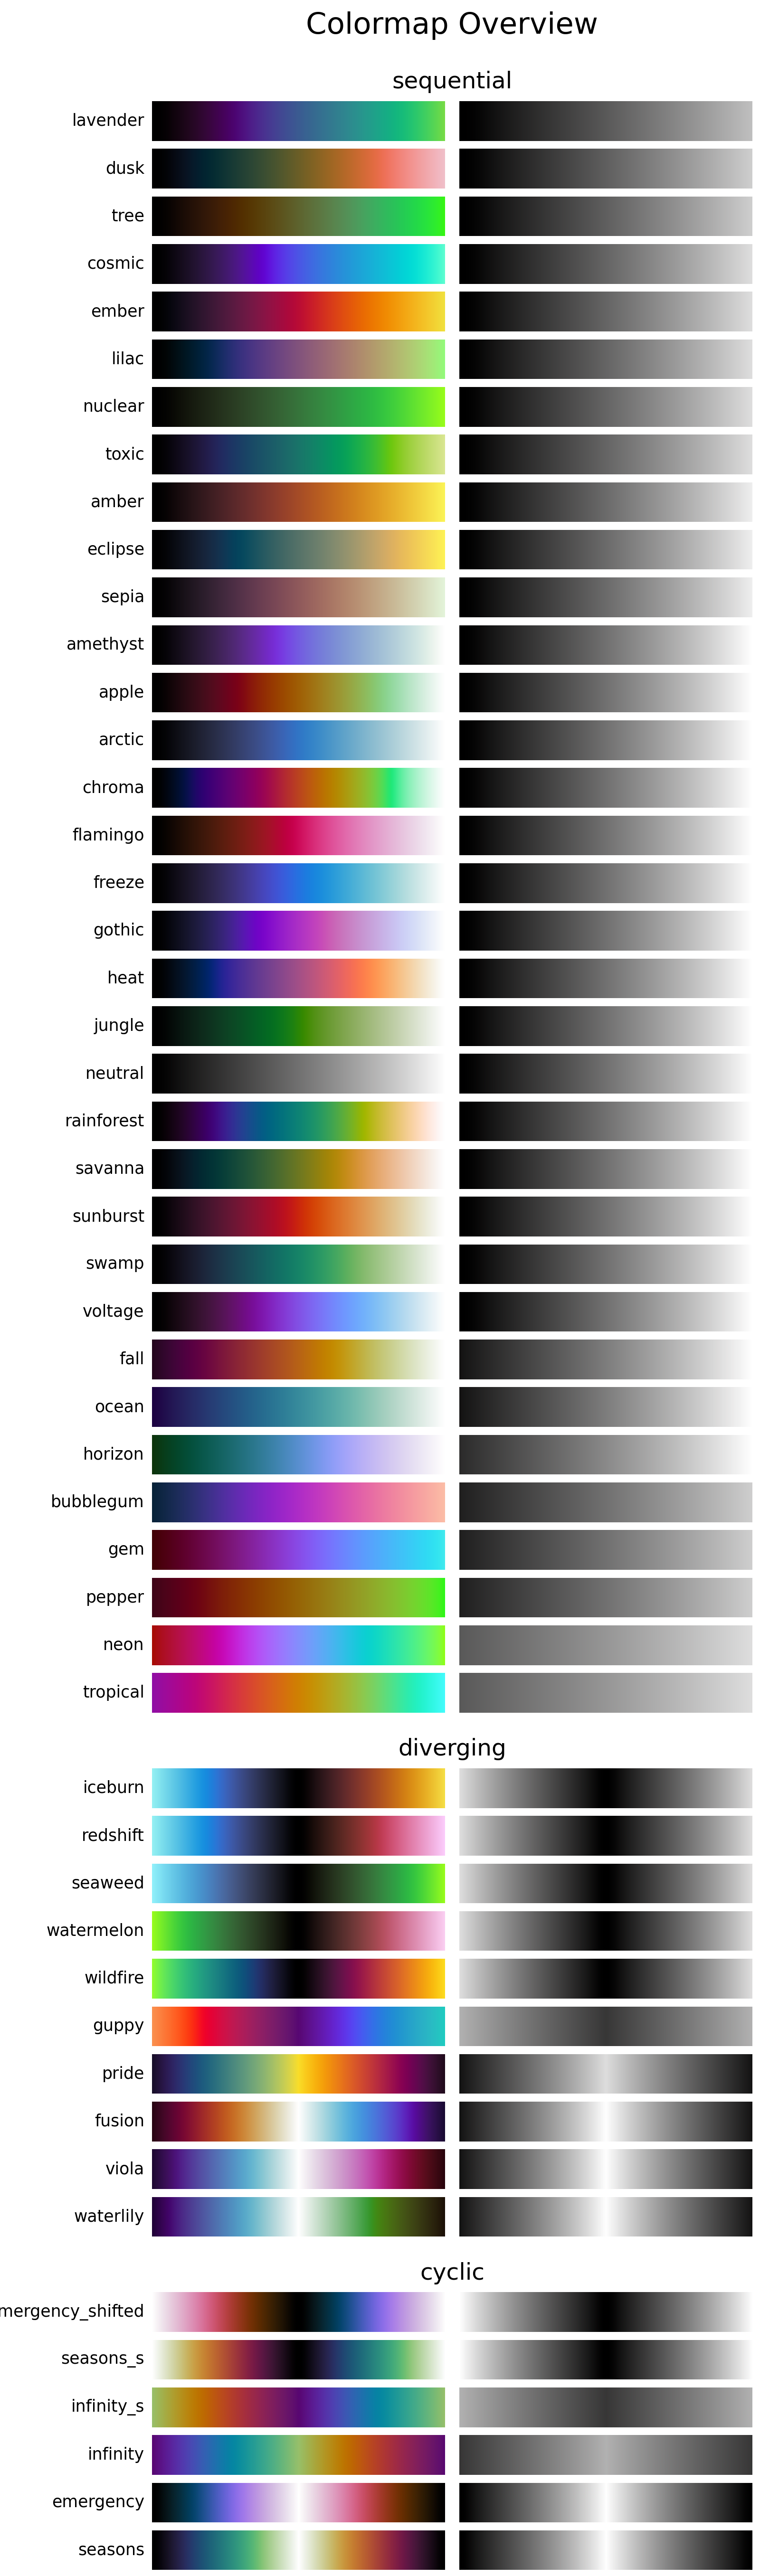 Colormap Overview
sequential
lavender
dusk
tree
cosmic
ember
lilac
nuclear
toxic
amber
eclipse
sepia
amethyst
apple
arctic
chroma
flamingo
freeze
gothic
heat
jungle
neutral
rainforest
savanna
sunburst
swamp
voltage
fall
ocean
horizon
bubblegum
gem
pepper
neon
tropical
diverging
iceburn
redshift
seaweed
watermelon
wildfire
guppy
pride
fusion
viola
waterlily
cyclic
mergency_shifted
seasons_s
infinity_s
infinity
emergency
seasons